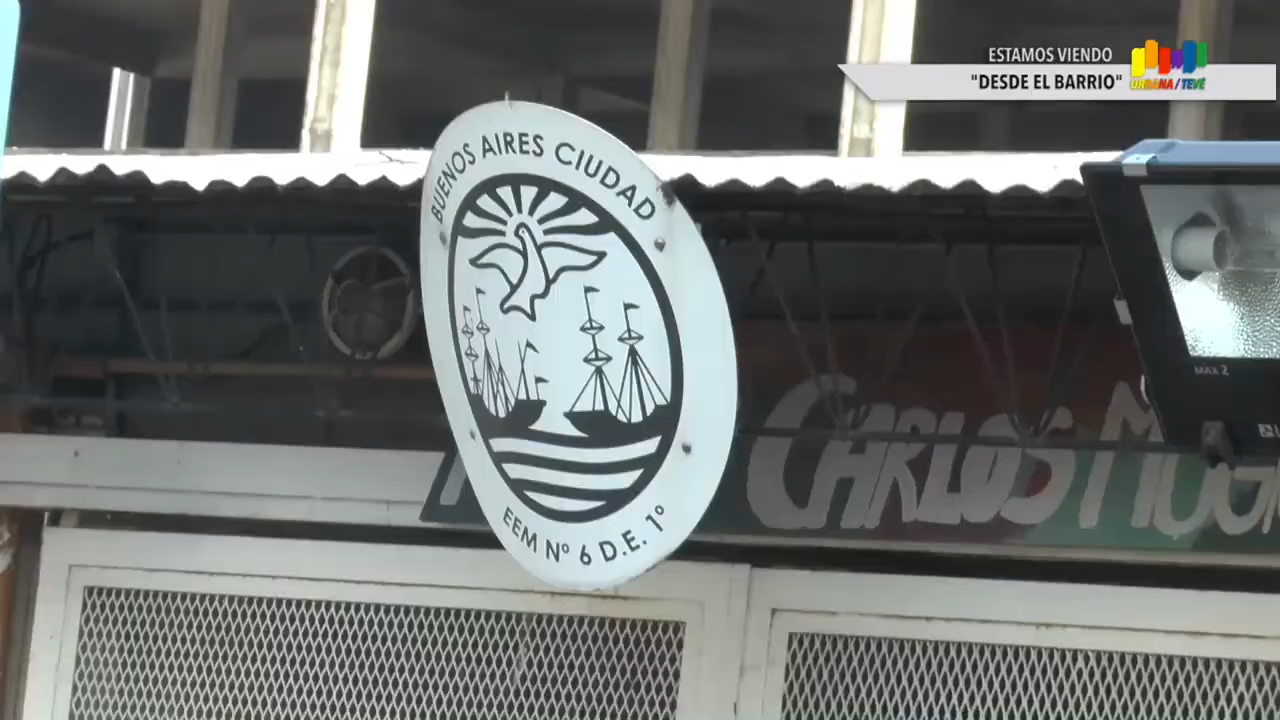 ESTAMOS VIENDO
"DESDE EL BARRIO"
URBANA/TEVÉ
BUENOS AIRES CIUDAD
EEM Nº 6 D.E. 1º
CARLOS
MAX 2